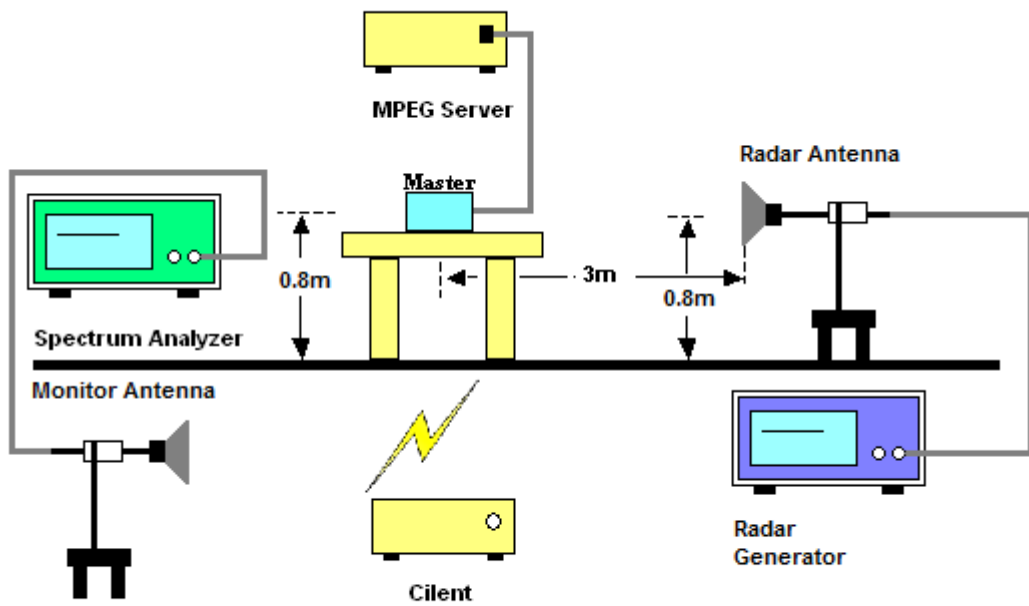 MPEG Server
Radar Antenna
Master
0.8m
3m
0.8m
Spectrum Analyzer
Monitor Antenna
Radar
Generator
Cilent